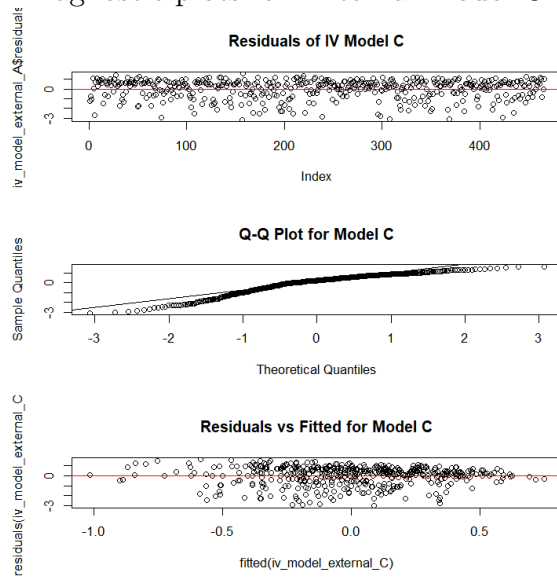 Residuals of IV Model C
iv_model_external_A$residuals
0
-3
0 100 200 300 400
Index
Q-Q Plot for Model C
Sample Quantiles
0
-3
-3 -2 -1 0 1 2 3
Theoretical Quantiles
Residuals vs Fitted for Model C
residuals(iv_model_external_C
0
-3
-1.0 -0.5 0.0 0.5
fitted(iv_model_external_C)